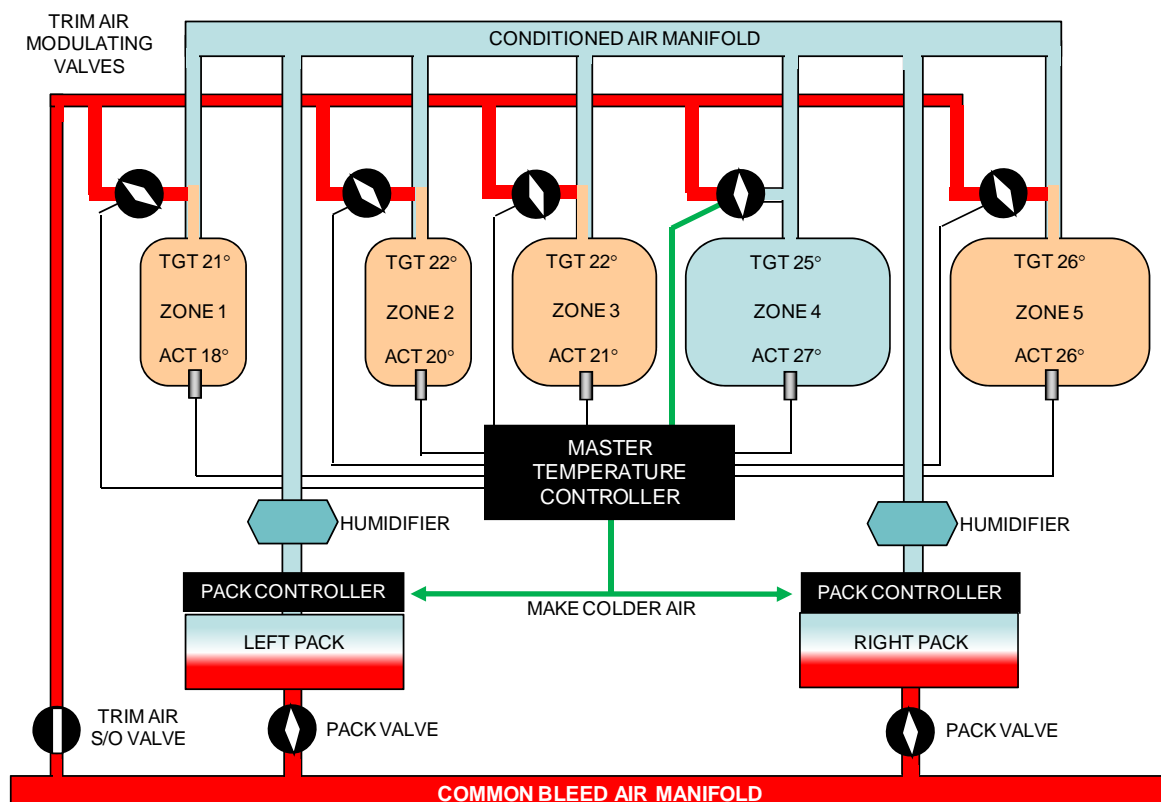 TRIM AIR
MODULATING
VALVES
CONDITIONED AIR MANIFOLD
TGT 21°
ZONE 1
ACT 18°
TGT 22°
ZONE 2
ACT 20°
TGT 22°
ZONE 3
ACT 21°
TGT 25°
ZONE 4
ACT 27°
TGT 26°
ZONE 5
ACT 26°
MASTER
TEMPERATURE
CONTROLLER
HUMIDIFIER
HUMIDIFIER
PACK CONTROLLER
MAKE COLDER AIR
PACK CONTROLLER
LEFT PACK
RIGHT PACK
TRIM AIR
S/O VALVE
PACK VALVE
PACK VALVE
COMMON BLEED AIR MANIFOLD